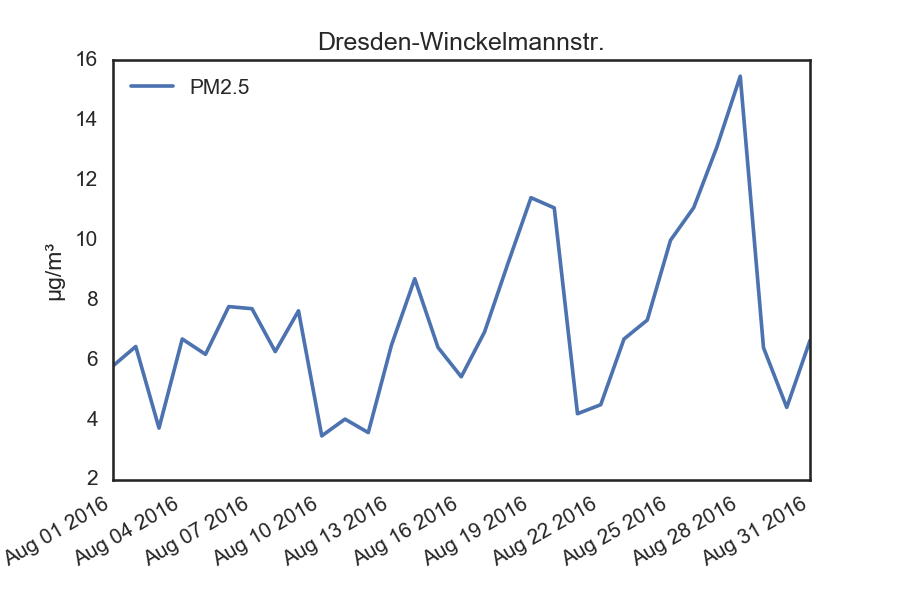 Dresden-Winckelmannstr.
PM2.5
µg/m³
16
14
12
10
8
6
4
2
Aug 01 2016
Aug 04 2016
Aug 07 2016
Aug 10 2016
Aug 13 2016
Aug 16 2016
Aug 19 2016
Aug 22 2016
Aug 25 2016
Aug 28 2016
Aug 31 2016